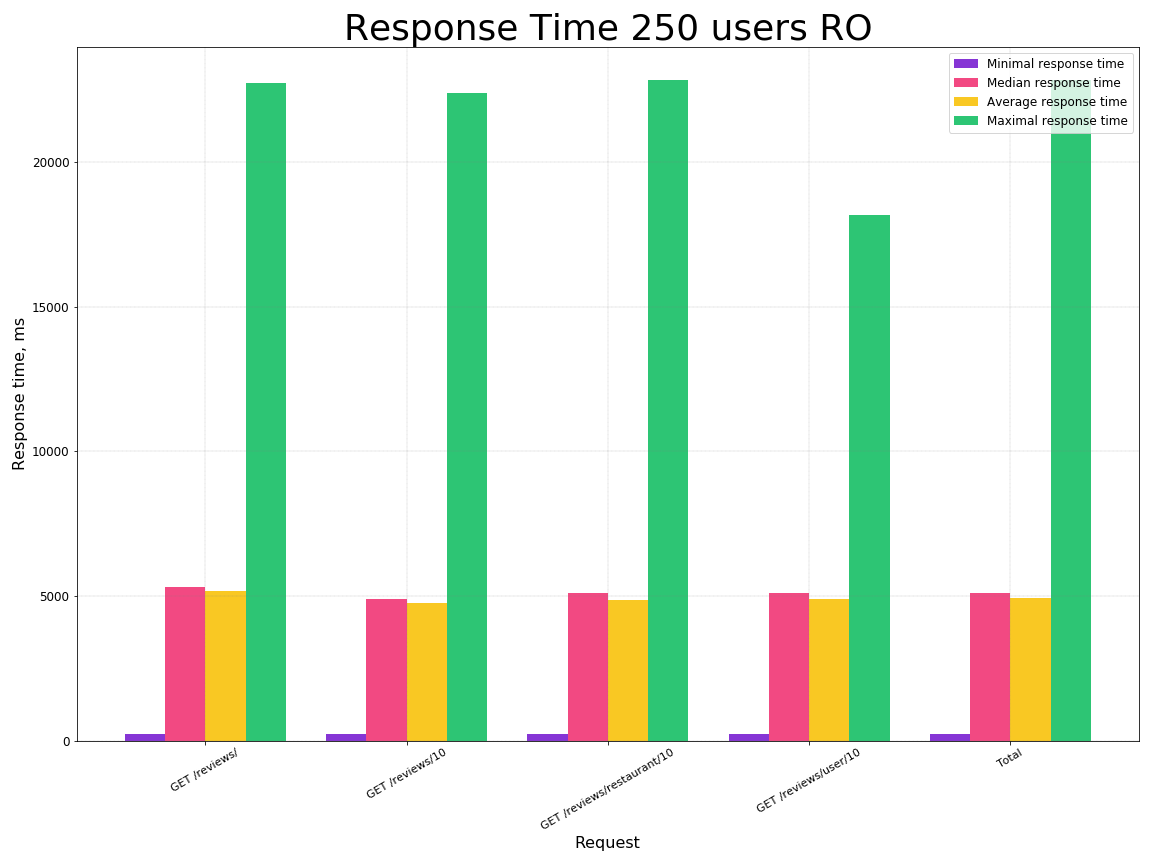 Response Time 250 users RO
Minimal response time
Median response time
Average response time
Maximal response time
Response time, ms
20000
15000
10000
5000
0
GET /reviews/
GET /reviews/10
GET /reviews/restaurant/10
GET /reviews/user/10
Total
Request